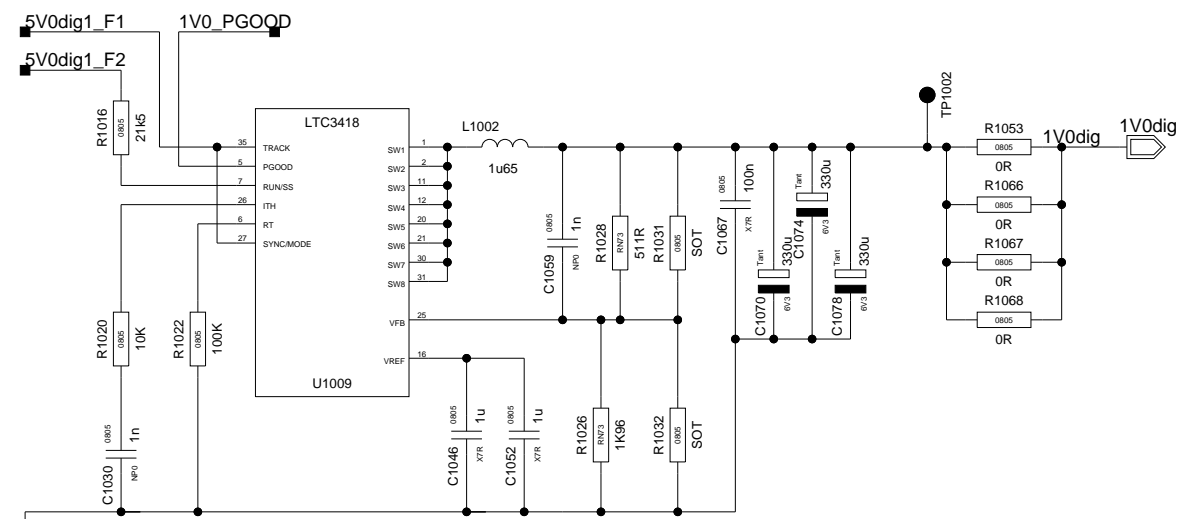 5V0dig1_F1
1V0_PGOOD
5V0dig1_F2
R1016
0805
21k5
LTC3418
35 TRACK
5 PGOOD
7 RUN/SS
26 ITH
6 RT
27 SYNC/MODE
SW1 1
SW2 2
SW3 11
SW4 12
SW5 20
SW6 21
SW7 30
SW8 31
VFB 25
VREF 16
U1009
L1002
1u65
C1059
0805
1n
NP0
R1028
RN73
511R
R1031
0805
SOT
C1067
0805
100n
X7R
C1070
Tant
330u
6V3
C1074
Tant
330u
6V3
C1078
Tant
330u
6V3
TP1002
R1053
0805
0R
1V0dig
1V0dig
R1066
0805
0R
R1067
0805
0R
R1068
0805
0R
R1020
0805
10K
R1022
0805
100K
C1030
0805
1n
NP0
C1046
0805
1u
X7R
C1052
0805
1u
X7R
R1026
RN73
1K96
R1032
0805
SOT